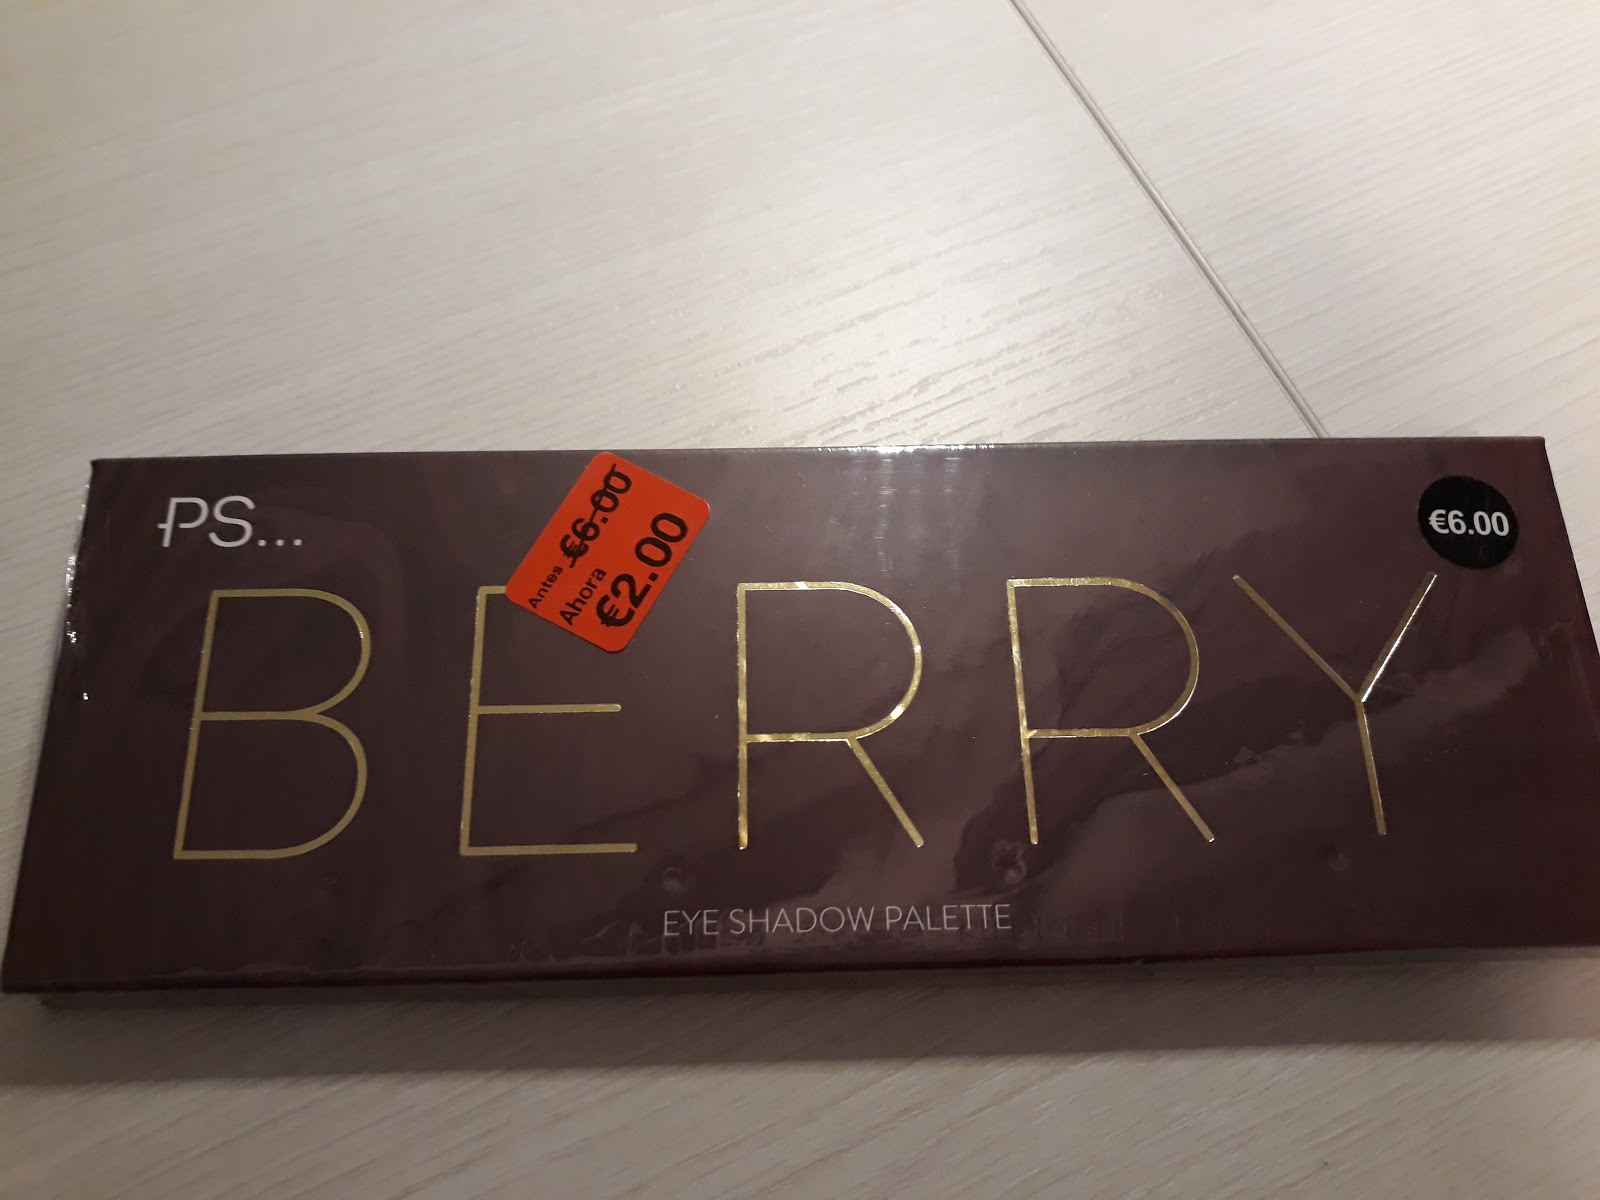 PS...
Antes €6.00
Ahora
€2.00
€6.00
BERRY
EYE SHADOW PALETTE